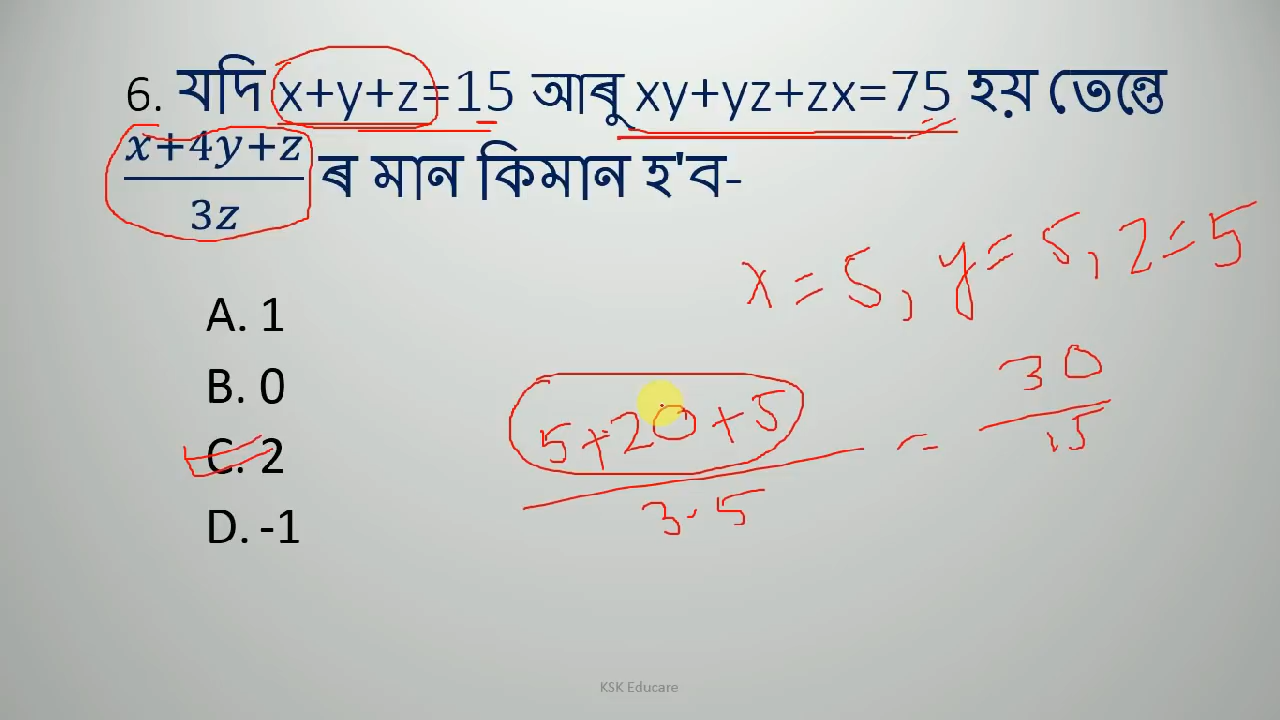 6. যদি x+y+z=15 আৰু xy+yz+zx=75 হয় তেন্তে
x+4y+z/3z ৰ মান কিমান হ'ব-
x = 5, y = 5, z = 5
A. 1
B. 0
30/15
5+20+5/3·5 =
C. 2
D. -1
KSK Educare